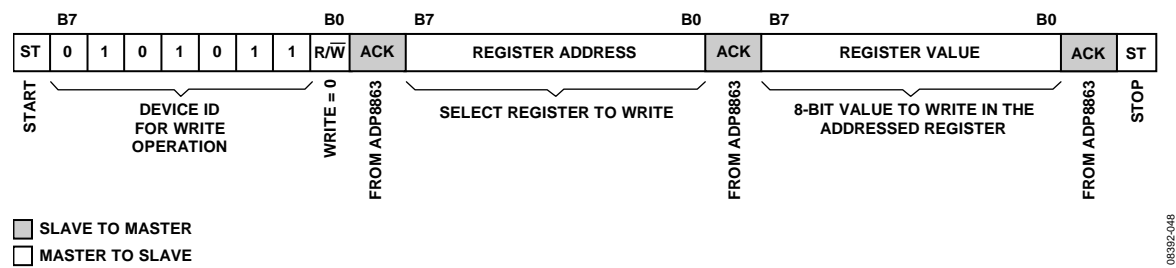 B7 B0 B7 B0 B7 B0
ST 0 1 0 1 0 1 1 R/W̅ ACK REGISTER ADDRESS ACK REGISTER VALUE ACK ST
START
DEVICE ID
FOR WRITE
OPERATION
WRITE = 0
FROM ADP8863
SELECT REGISTER TO WRITE
FROM ADP8863
8-BIT VALUE TO WRITE IN THE
ADDRESSED REGISTER
FROM ADP8863
STOP
SLAVE TO MASTER
MASTER TO SLAVE
08392-048